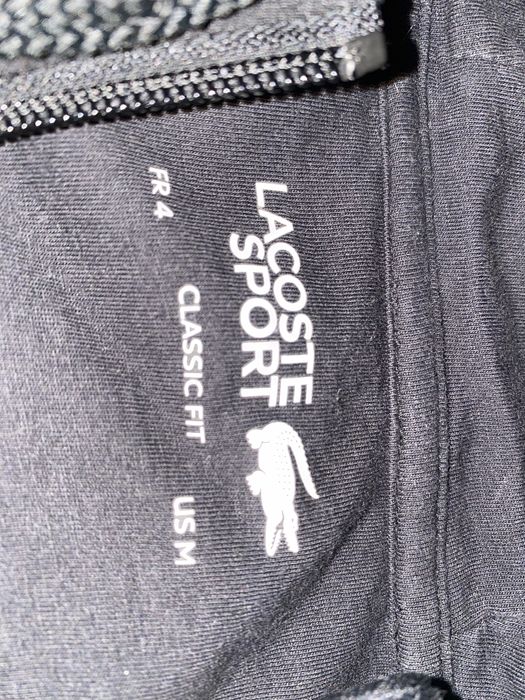 LACOSTE
SPORT
FR 4 CLASSIC FIT US M